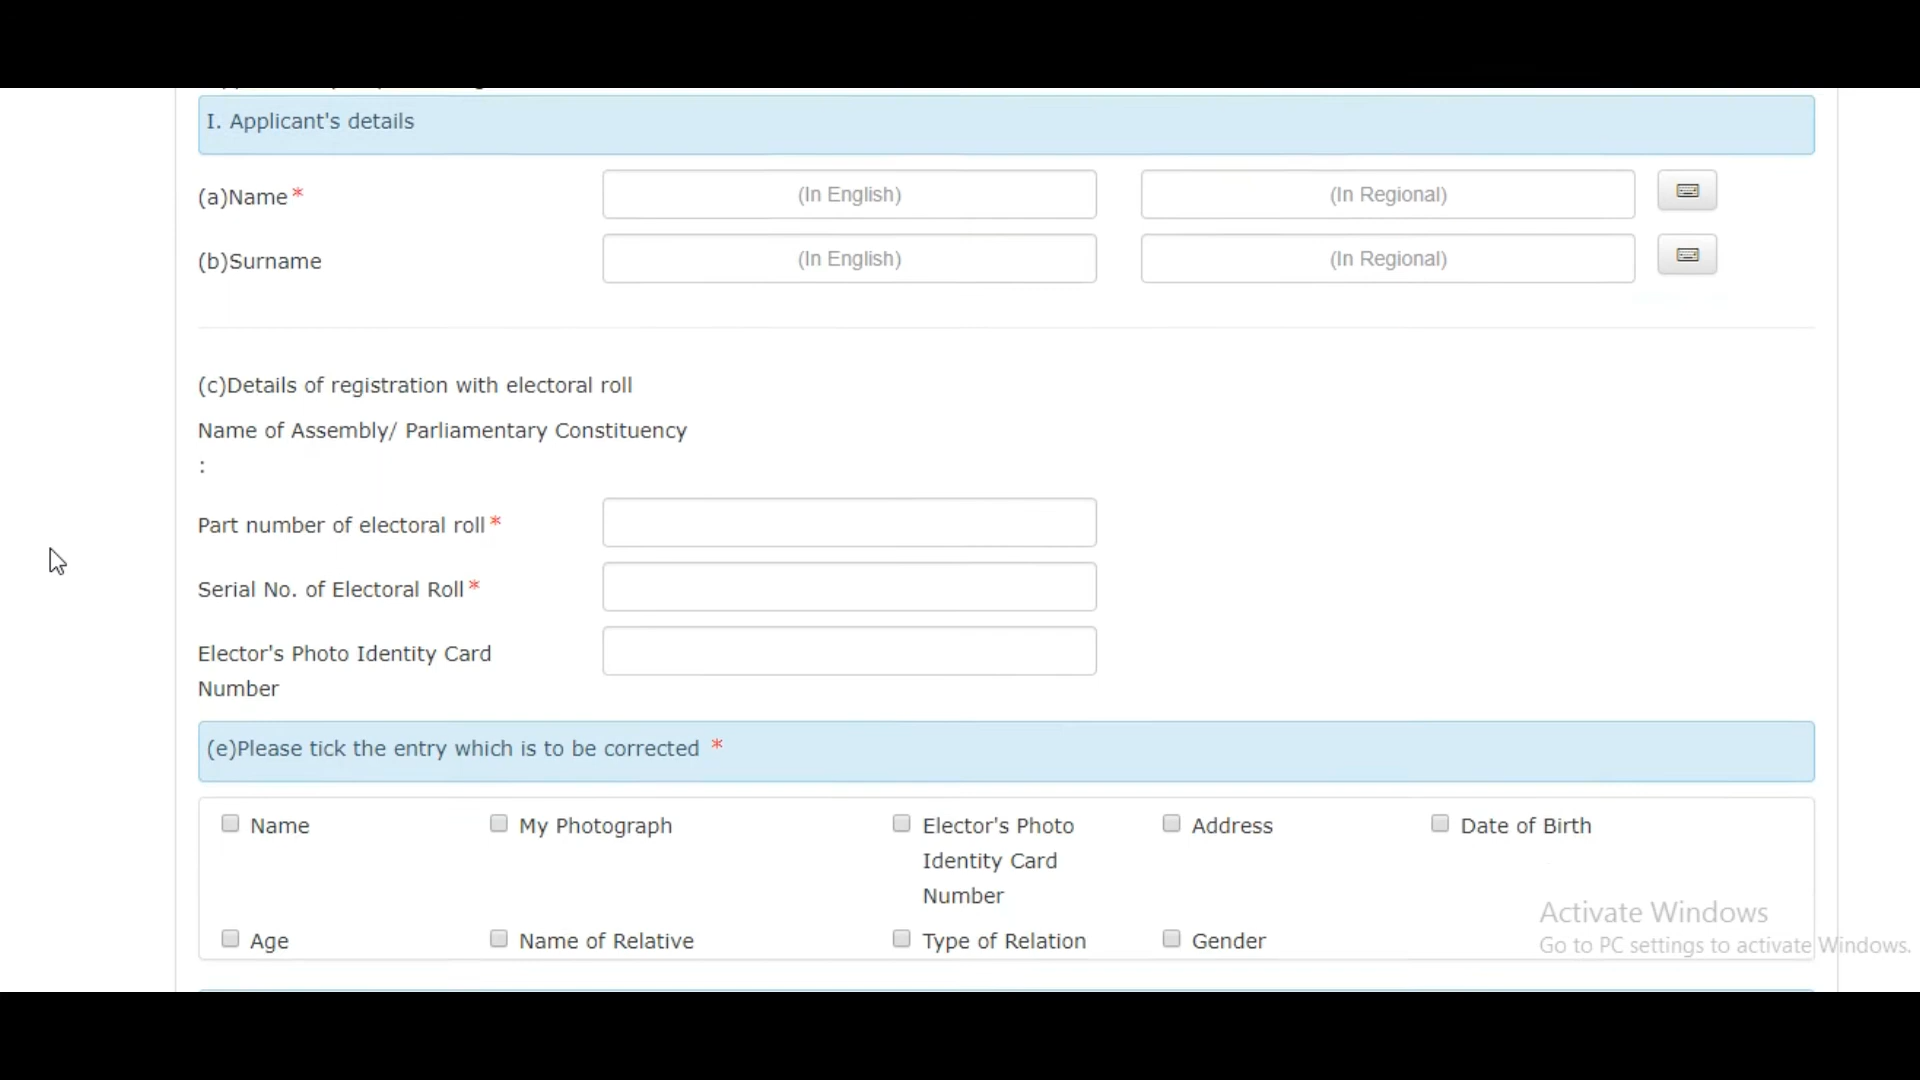 I. Applicant's details
(a)Name* (In English) (In Regional)
(b)Surname (In English) (In Regional)
(c)Details of registration with electoral roll
Name of Assembly/ Parliamentary Constituency
:
Part number of electoral roll*
Serial No. of Electoral Roll*
Elector's Photo Identity Card
Number
(e)Please tick the entry which is to be corrected *
Name My Photograph Elector's Photo Address Date of Birth
Identity Card
Number
Age Name of Relative Type of Relation Gender
Activate Windows
Go to PC settings to activate Windows.